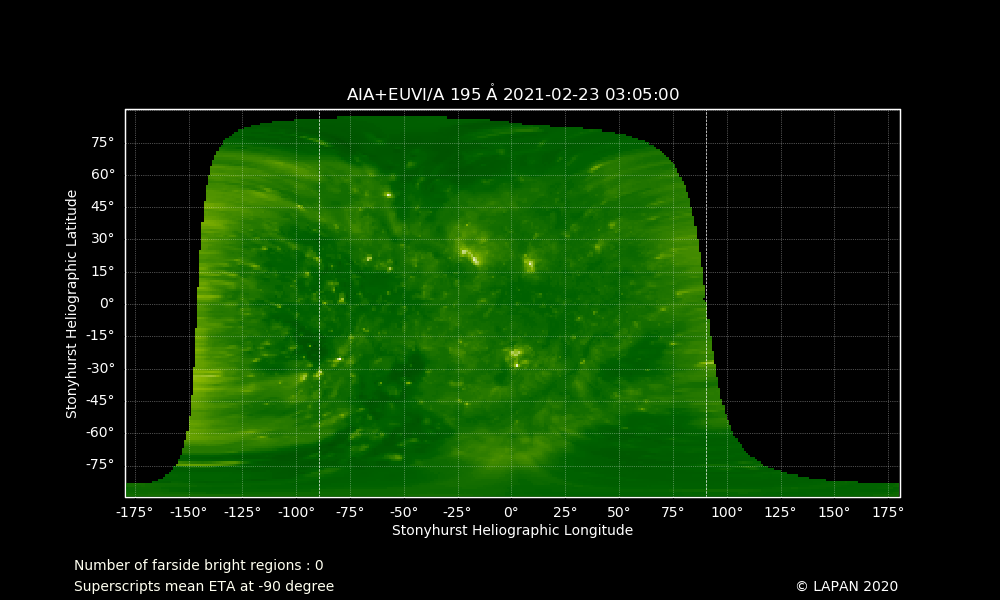 AIA+EUVI/A 195 Å 2021-02-23 03:05:00
Stonyhurst Heliographic Latitude
75°
60°
45°
30°
15°
0°
-15°
-30°
-45°
-60°
-75°
-175° -150° -125° -100° -75° -50° -25° 0° 25° 50° 75° 100° 125° 150° 175°
Stonyhurst Heliographic Longitude
Number of farside bright regions : 0
Superscripts mean ETA at -90 degree
© LAPAN 2020